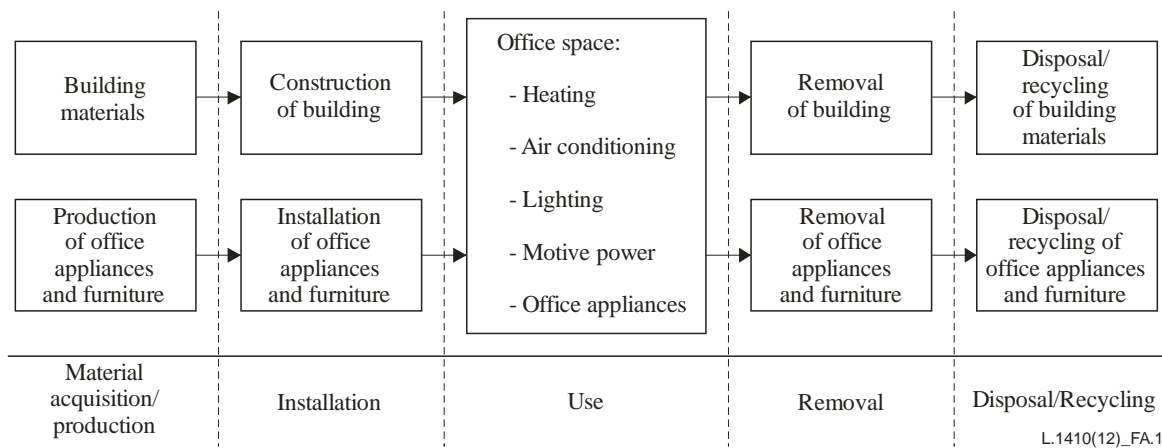 Building
materials
Construction
of building
Office space:
- Heating
- Air conditioning
- Lighting
- Motive power
- Office appliances
Removal
of building
Disposal/
recycling
of building
materials
Production
of office
appliances
and furniture
Installation
of office
appliances
and furniture
Removal
of office
appliances
and furniture
Disposal/
recycling of
office appliances
and furniture
Material
acquisition/
production
Installation
Use
Removal
Disposal/Recycling
L.1410(12)_FA.1